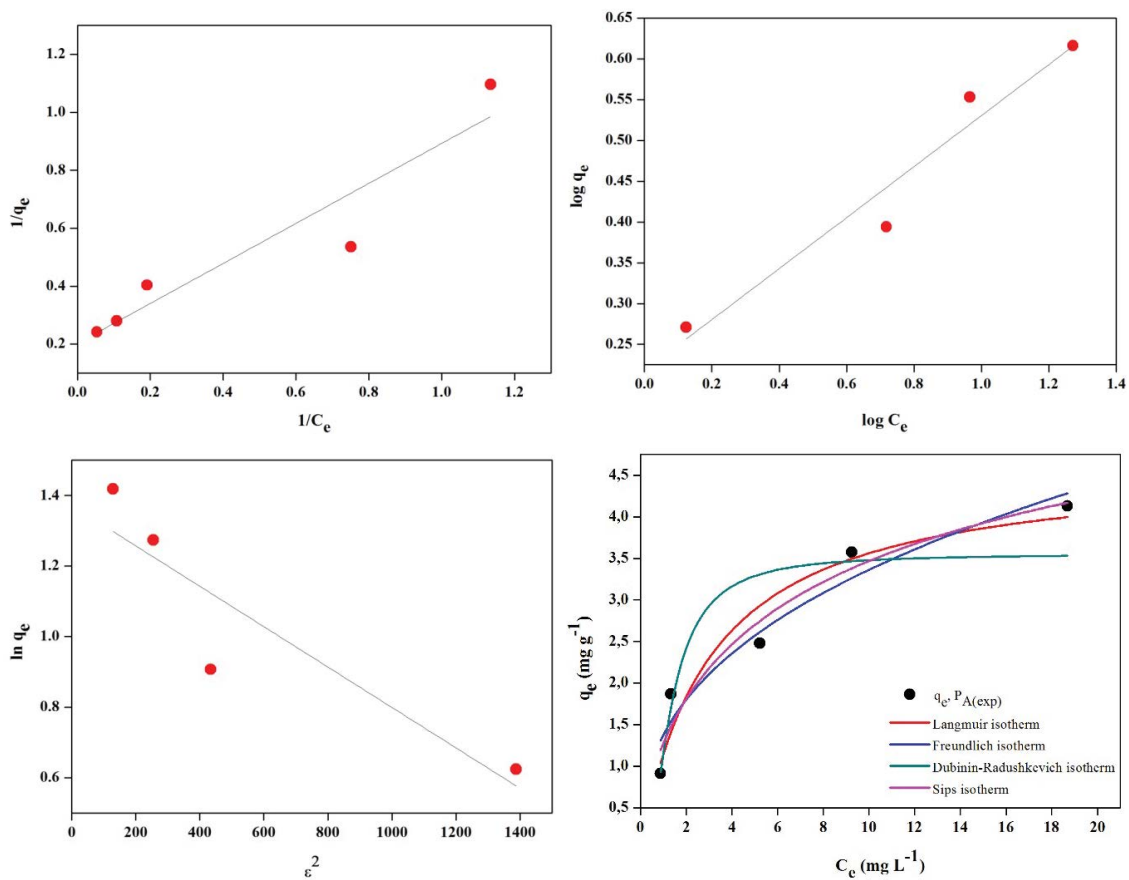 1.2
1.0
0.8
0.6
0.4
0.2
1/qe
0.0 0.2 0.4 0.6 0.8 1.0 1.2
1/Ce
0.65
0.60
0.55
0.50
0.45
0.40
0.35
0.30
0.25
log qe
0.0 0.2 0.4 0.6 0.8 1.0 1.2 1.4
log Ce
1.4
1.2
1.0
0.8
0.6
ln qe
0 200 400 600 800 1000 1200 1400
ε²
4,5
4,0
3,5
3,0
2,5
2,0
1,5
1,0
0,5
qe (mg g⁻¹)
qe, PA(exp)
Langmuir isotherm
Freundlich isotherm
Dubinin-Radushkevich isotherm
Sips isotherm
0 2 4 6 8 10 12 14 16 18 20
Ce (mg L⁻¹)